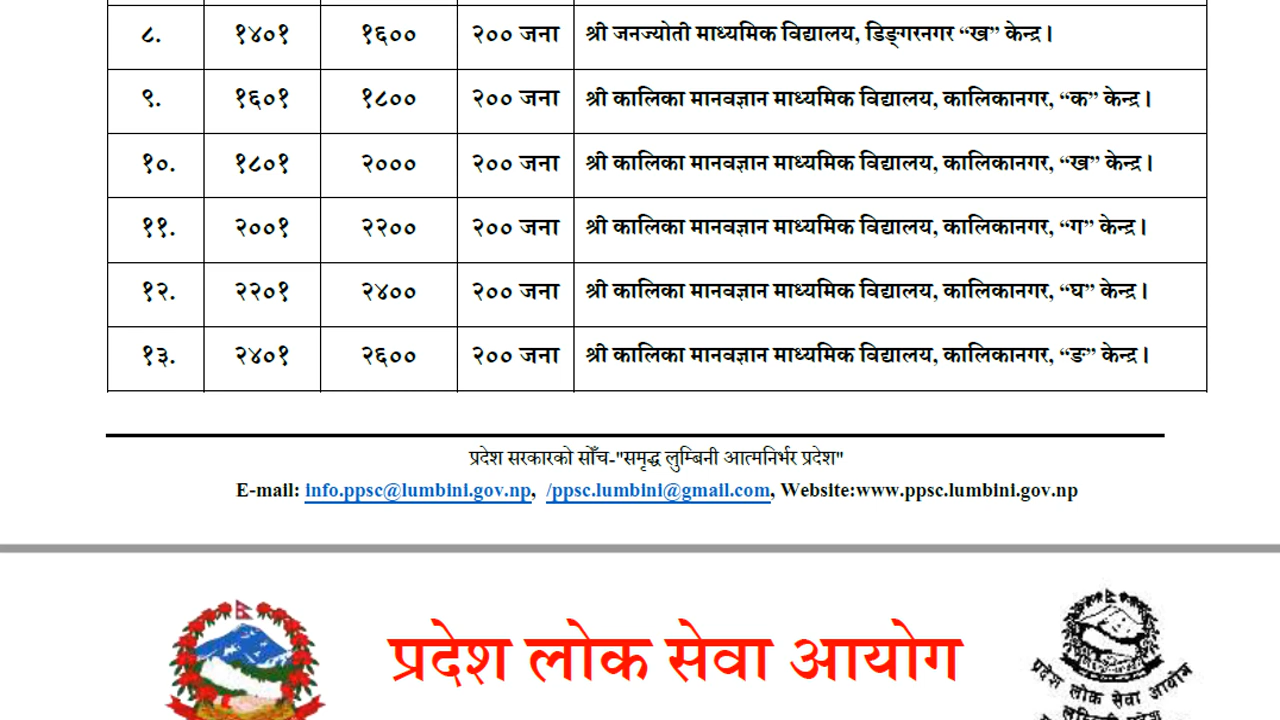 ८. १४०१ १६०० २०० जना श्री जनज्योती माध्यमिक विद्यालय, डिङ्गरनगर “ख” केन्द्र।
९. १६०१ १८०० २०० जना श्री कालिका मानवज्ञान माध्यमिक विद्यालय, कालिकानगर, “क” केन्द्र।
१०. १८०१ २००० २०० जना श्री कालिका मानवज्ञान माध्यमिक विद्यालय, कालिकानगर, “ख” केन्द्र।
११. २००१ २२०० २०० जना श्री कालिका मानवज्ञान माध्यमिक विद्यालय, कालिकानगर, “ग” केन्द्र।
१२. २२०१ २४०० २०० जना श्री कालिका मानवज्ञान माध्यमिक विद्यालय, कालिकानगर, “घ” केन्द्र।
१३. २४०१ २६०० २०० जना श्री कालिका मानवज्ञान माध्यमिक विद्यालय, कालिकानगर, “ङ” केन्द्र।
प्रदेश सरकारको सोँच-"समृद्ध लुम्बिनी आत्मनिर्भर प्रदेश"
E-mail: info.ppsc@lumbini.gov.np, /ppsc.lumbini@gmail.com, Website:www.ppsc.lumbini.gov.np
प्रदेश लोक सेवा आयोग
प्रदेश लोक सेवा आयोग
लुम्बिनी प्रदेश